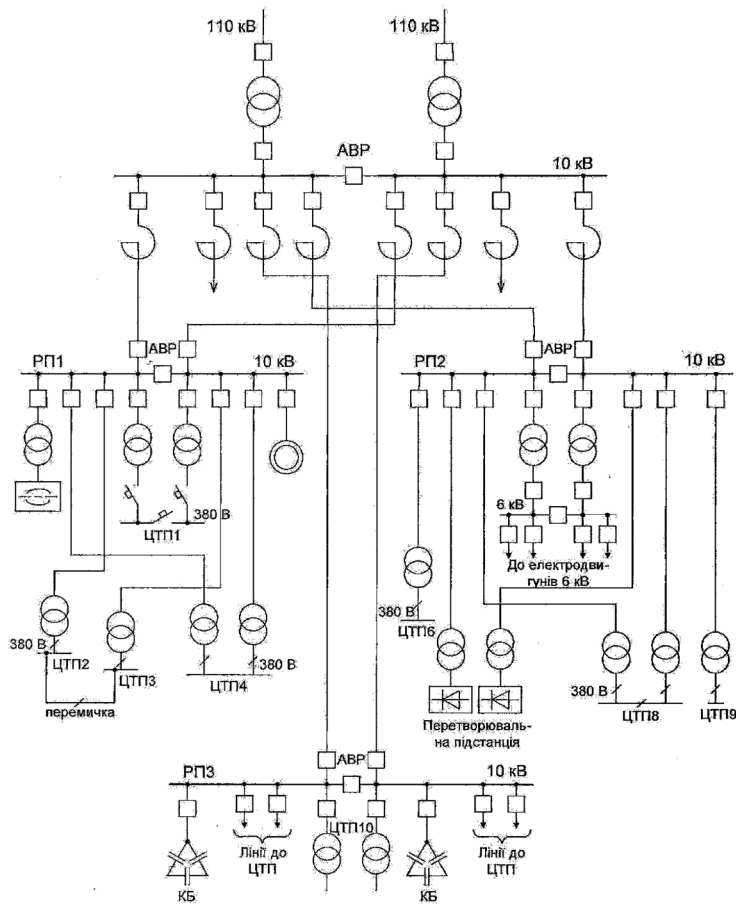 110 кВ
110 кВ
АВР
10 кВ
РП1
АВР
10 кВ
РП2
АВР
10 кВ
380 В
ЦТП1
6 кВ
До електродви-
гунів 6 кВ
380 В
ЦТП6
380 В
ЦТП2
ЦТП3
380 В
ЦТП4
перемичка
380 В
ЦТП8
ЦТП9
Перетворюваль-
на підстанція
РП3
АВР
10 кВ
ЦТП10
Лінії до
ЦТП
Лінії до
ЦТП
КБ
КБ